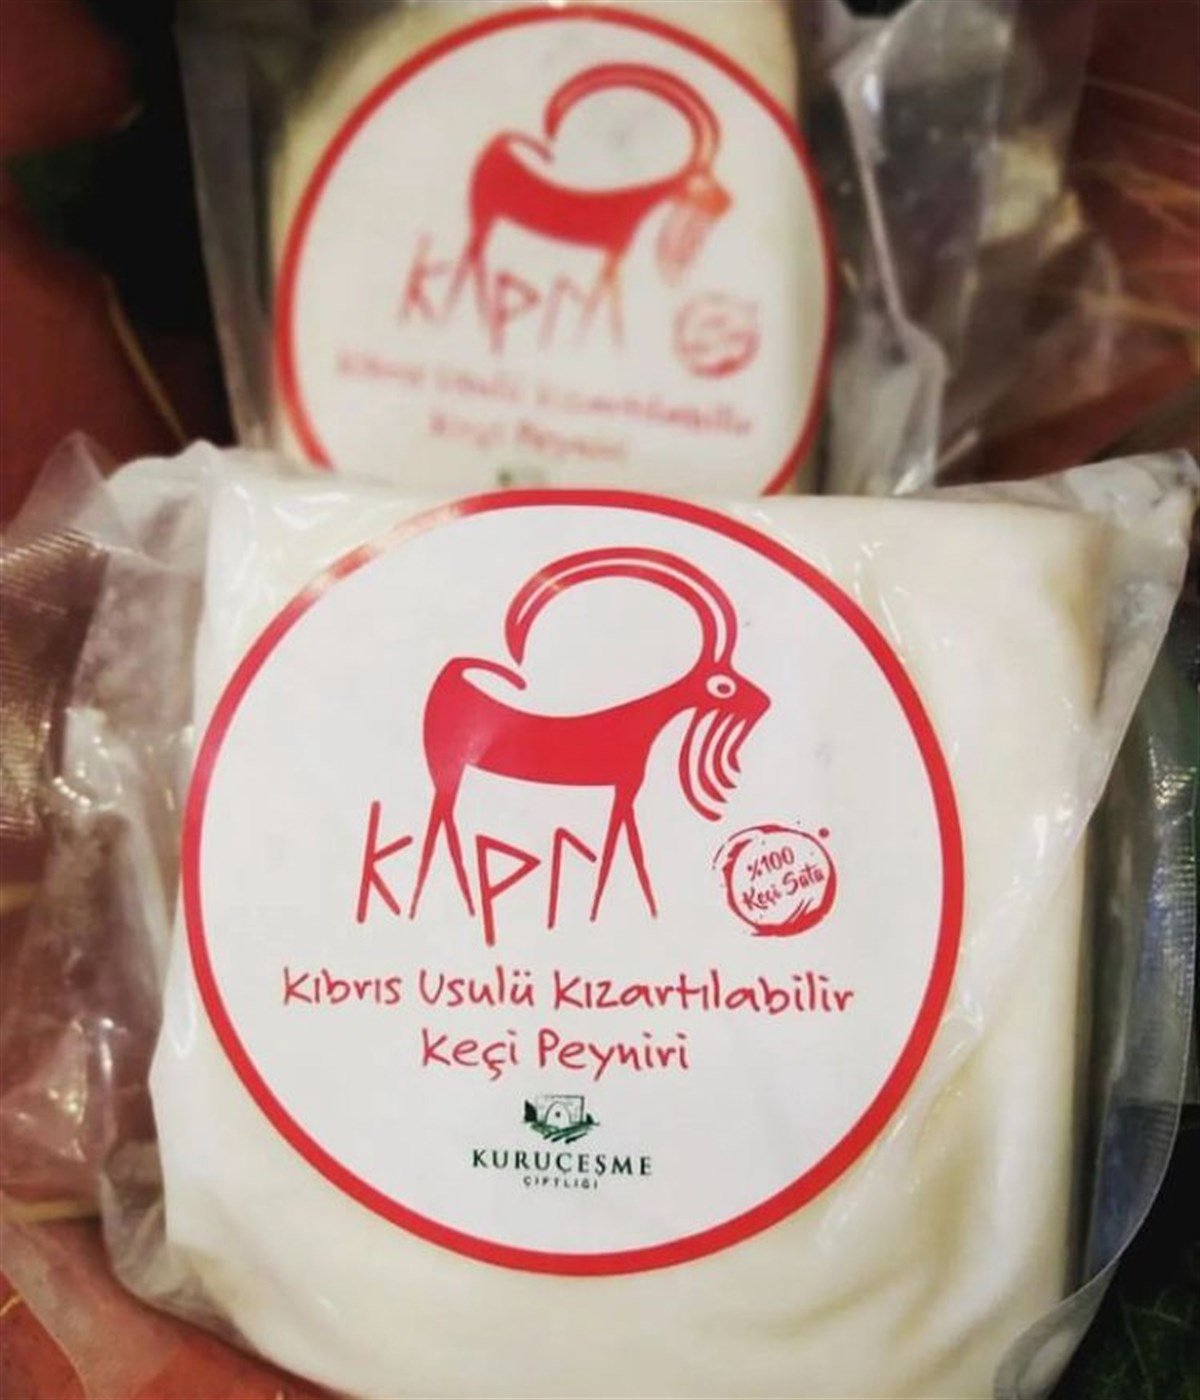 KAPRA
Kıbrıs Usulü Kızartılabilir
Keçi Peyniri
KAPRA
%100
Keçi Sütü
Kıbrıs Usulü Kızartılabilir
Keçi Peyniri
KURUÇEŞME
ÇİFTLİĞİ